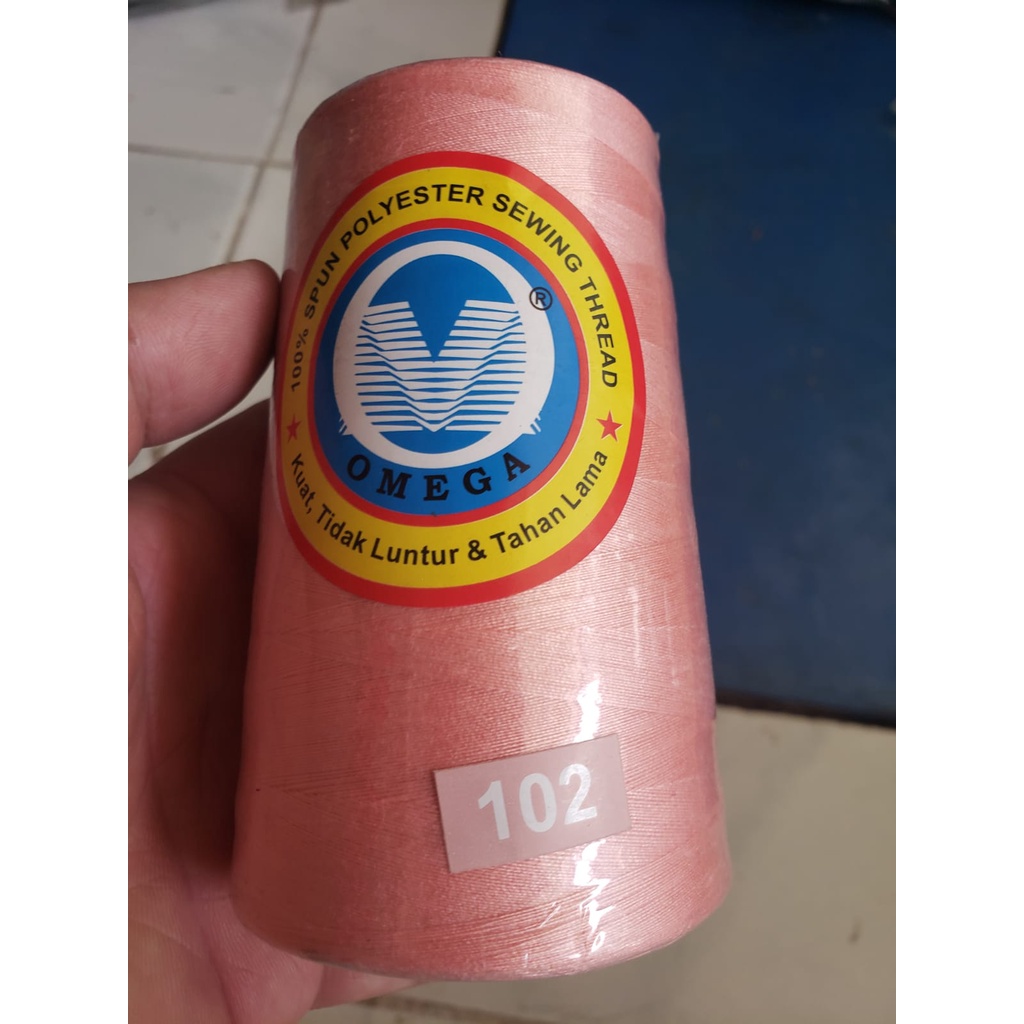 100% SPUN POLYESTER SEWING THREAD
®
OMEGA
Kuat, Tidak Luntur & Tahan Lama
102